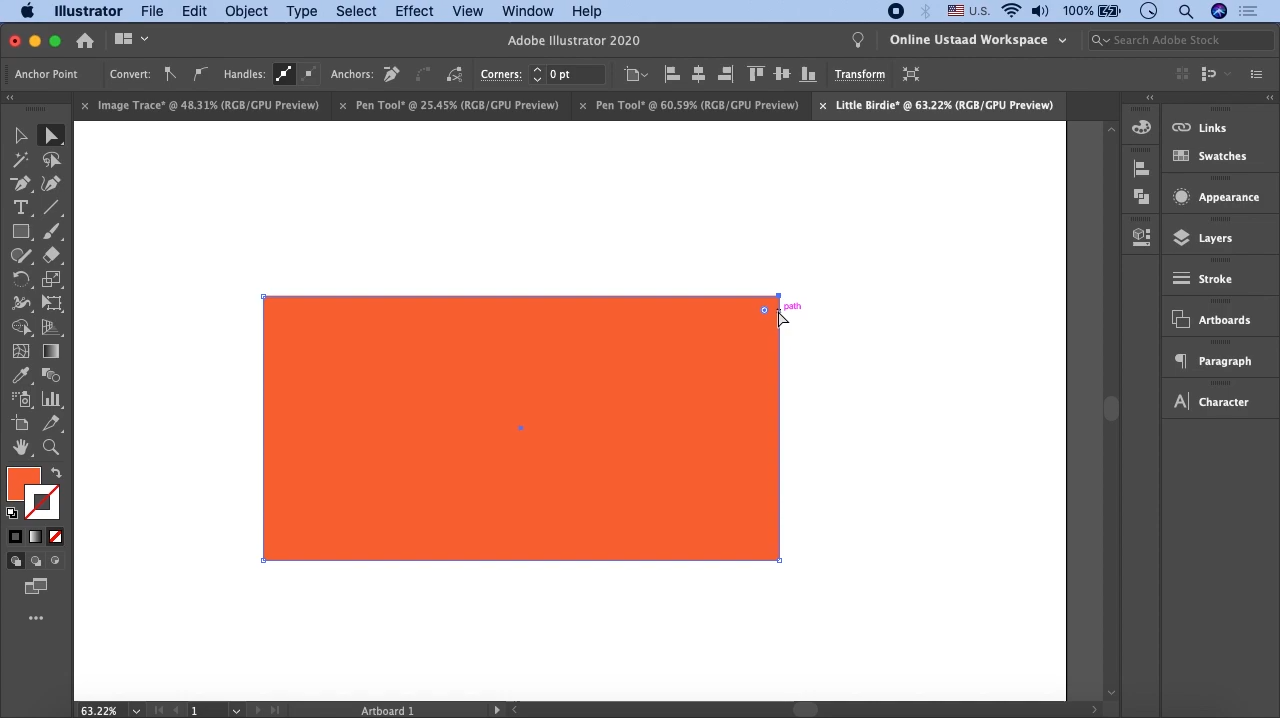 Illustrator File Edit Object Type Select Effect View Window Help U.S. 100%
Adobe Illustrator 2020 Online Ustaad Workspace Search Adobe Stock
Anchor Point Convert: Handles: Anchors: Corners: 0 pt Transform
Image Trace* @ 48.31% (RGB/GPU Preview) Pen Tool* @ 25.45% (RGB/GPU Preview) Pen Tool* @ 60.59% (RGB/GPU Preview) Little Birdie* @ 63.22% (RGB/GPU Preview)
Links
Swatches
Appearance
Layers
Stroke
Artboards
Paragraph
Character
path
63.22% 1 Artboard 1